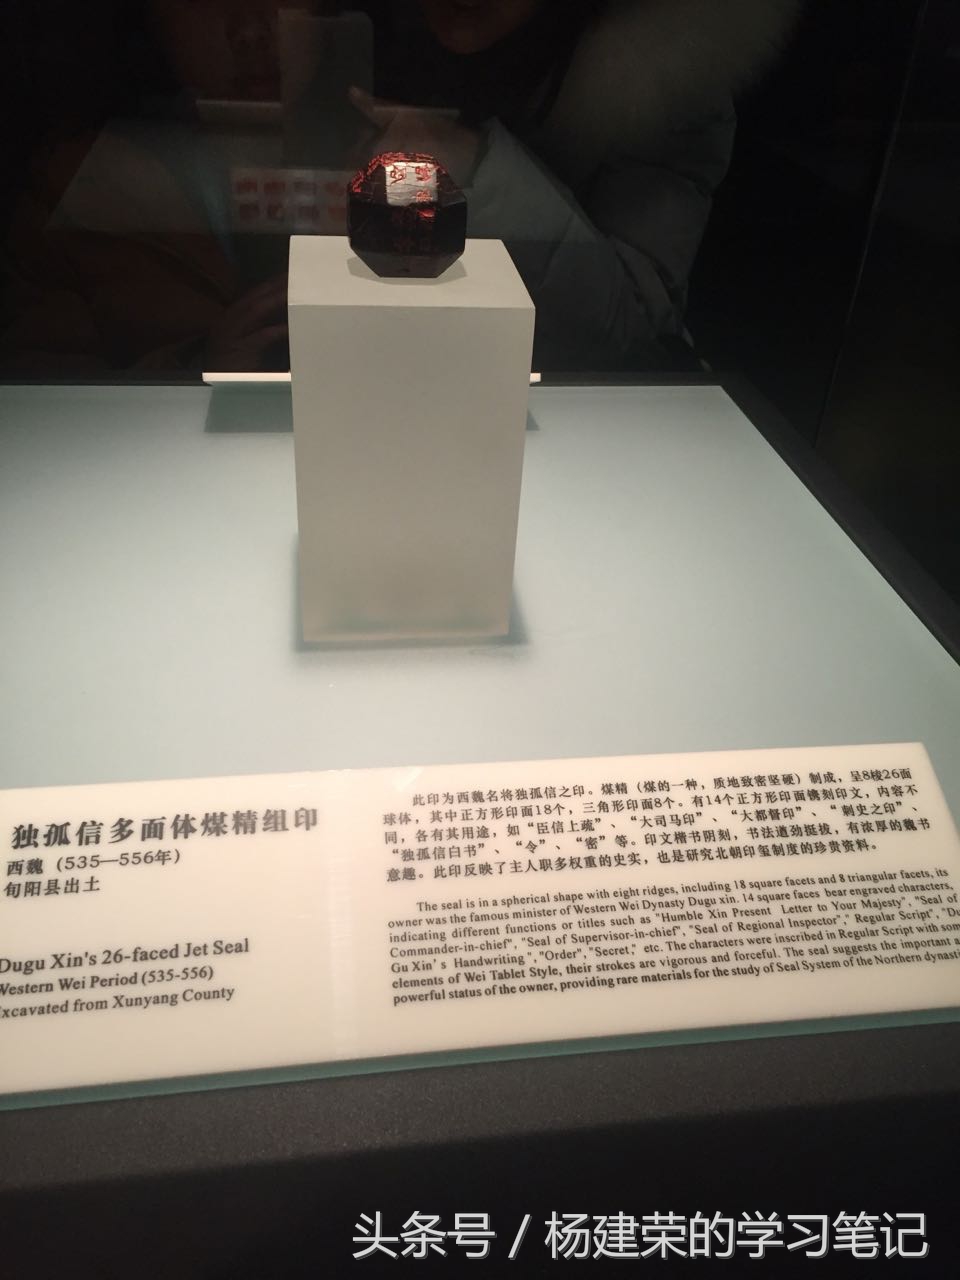 独孤信多面体煤精组印
西魏（535—556年）
旬阳县出土
Dugu Xin's 26-faced Jet Seal
Western Wei Period (535-556)
Excavated from Xunyang County
此印为西魏名将独孤信之印。煤精（煤的一种，质地致密坚硬）制成，呈8棱26面
球体，其中正方形印面18个，三角形印面8个。有14个正方形印面镌刻印文，内容不
同，各有其用途，如“臣信上疏”、“大司马印”、“大都督印”、“刺史之印”、
“独孤信白书”、“令”、“密”等。印文楷书阴刻，书法遒劲挺拔，有浓厚的魏书
意趣。此印反映了主人职多权重的史实，也是研究北朝印玺制度的珍贵资料。
The seal is in a spherical shape with eight ridges, including 18 square facets and 8 triangular facets, its
owner was the famous minister of Western Wei Dynasty Dugu xin. 14 square faces bear engraved characters,
indicating different functions or titles such as "Humble Xin Present Letter to Your Majesty", "Seal of
Commander-in-chief", "Seal of Supervisor-in-chief", "Seal of Regional Inspector"," Regular Script", "Du
Gu Xin's Handwriting", "Order", "Secret," etc. The characters were inscribed in Regular Script with som
elements of Wei Tablet Style, their strokes are vigorous and forceful. The seal suggests the important a
powerful status of the owner, providing rare materials for the study of Seal System of the Northern dynasti
头条号 / 杨建荣的学习笔记